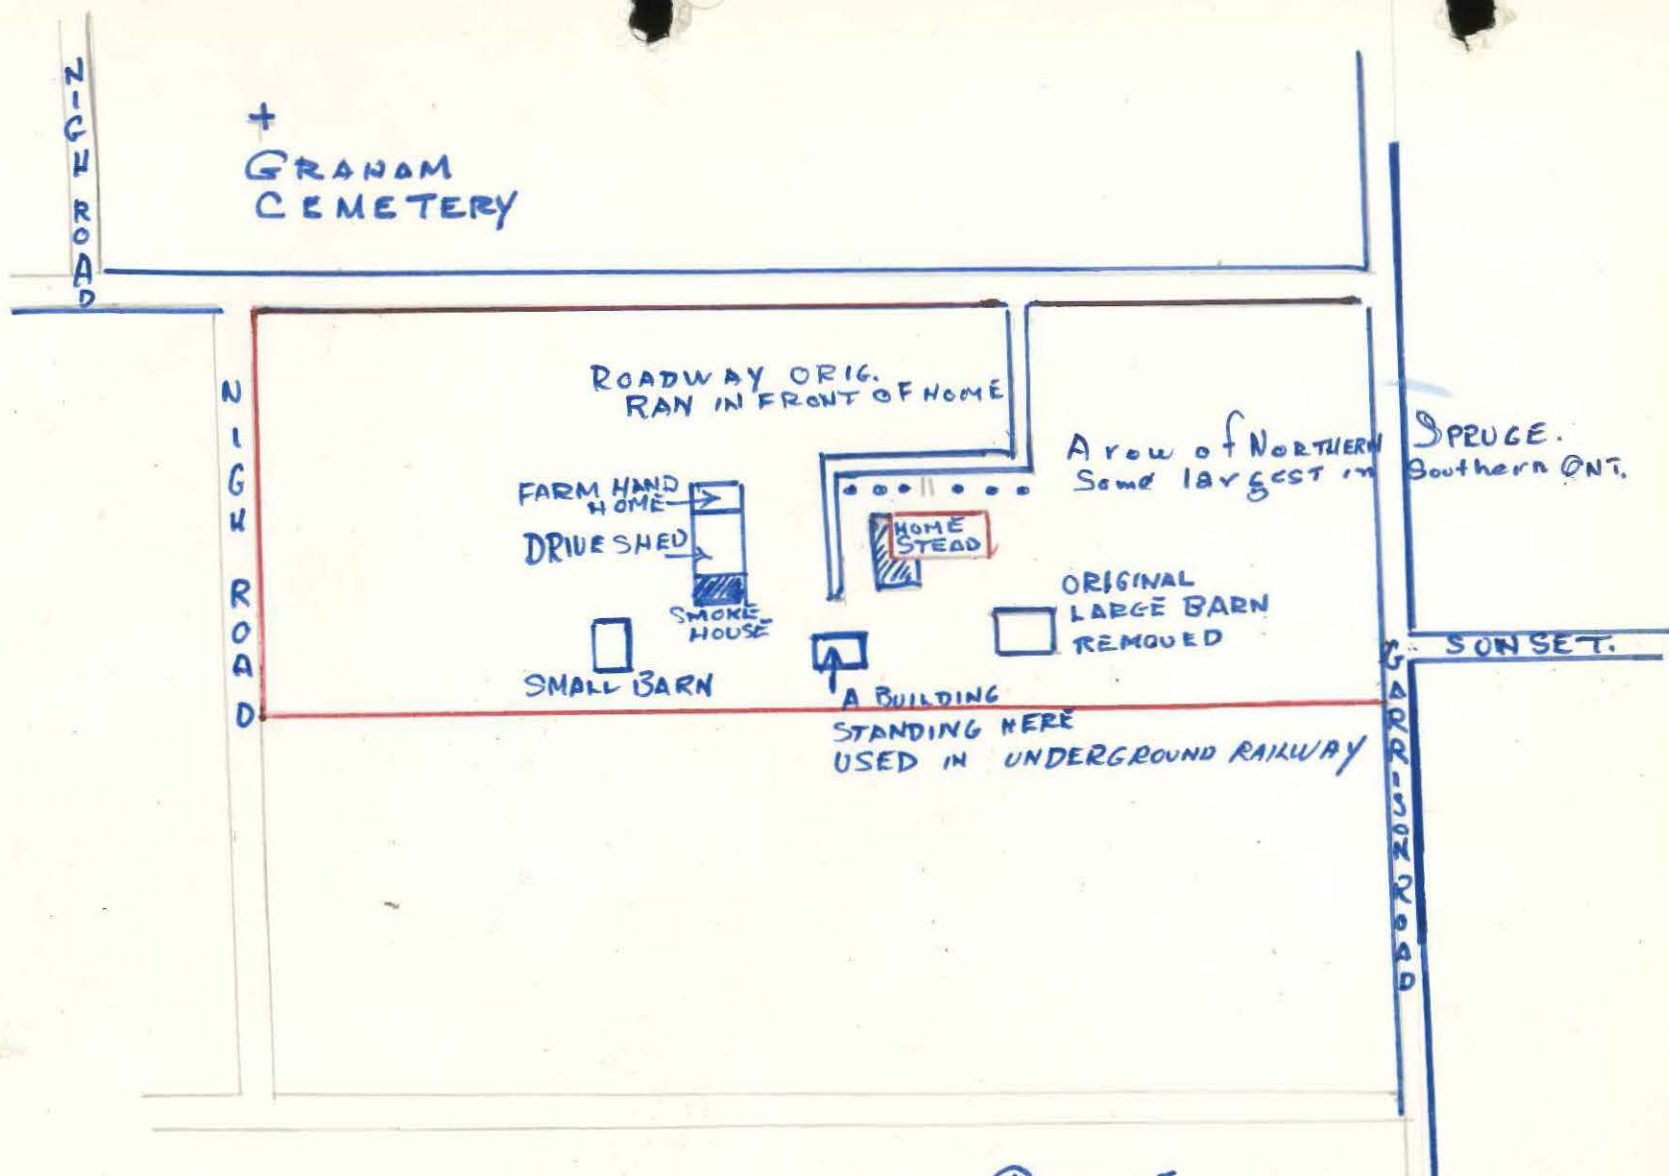 NIGH ROAD
+
GRAHAM
CEMETERY
NIGH ROAD
ROADWAY ORIG.
RAN IN FRONT OF HOME
A row of NORTHERN SPRUCE.
Some largest in Southern ONT.
FARM HAND
HOME
DRIVE SHED
SMOKE
HOUSE
HOME
STEAD
ORIGINAL
LARGE BARN
REMOVED
SMALL BARN
A BUILDING
STANDING HERE
USED IN UNDERGROUND RAILWAY
SUNSET.
GARRISON ROAD